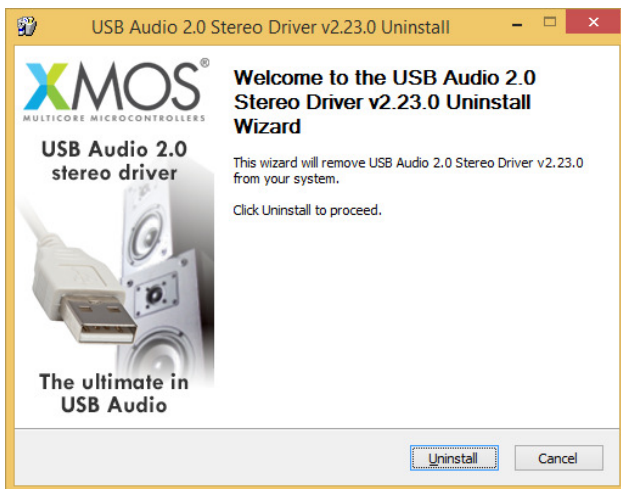 USB Audio 2.0 Stereo Driver v2.23.0 Uninstall
XMOS®
MULTICORE MICROCONTROLLERS
USB Audio 2.0
stereo driver
The ultimate in
USB Audio
Welcome to the USB Audio 2.0
Stereo Driver v2.23.0 Uninstall
Wizard
This wizard will remove USB Audio 2.0 Stereo Driver v2.23.0
from your system.
Click Uninstall to proceed.
Uninstall
Cancel